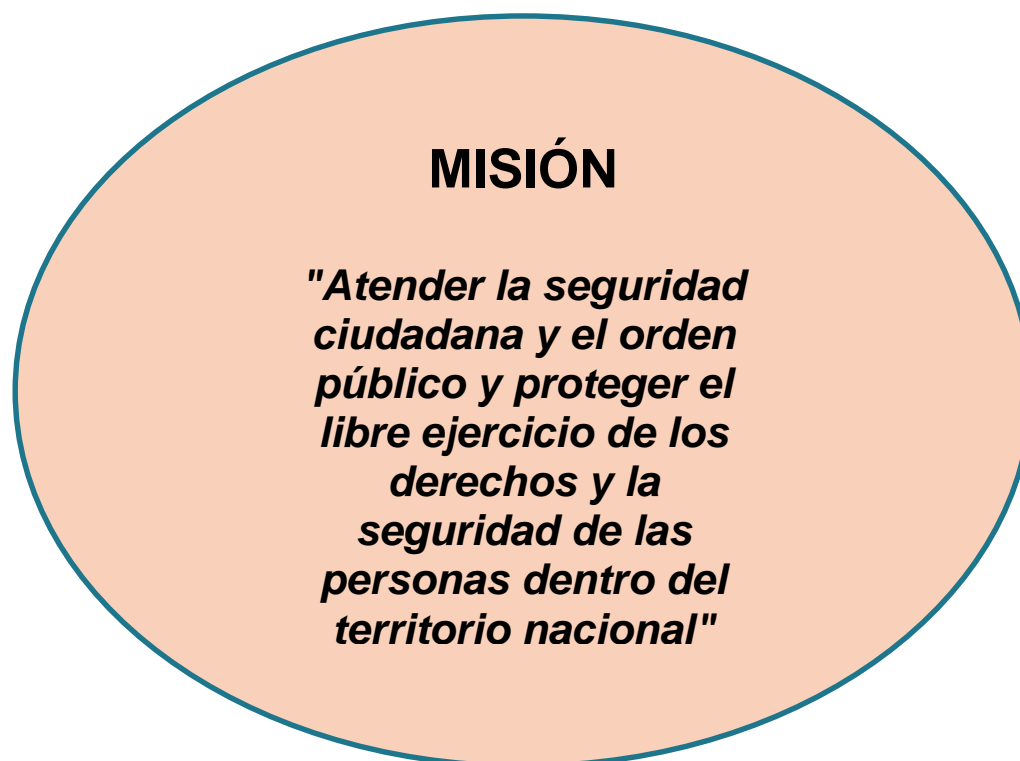 MISIÓN
"Atender la seguridad
ciudadana y el orden
público y proteger el
libre ejercicio de los
derechos y la
seguridad de las
personas dentro del
territorio nacional"